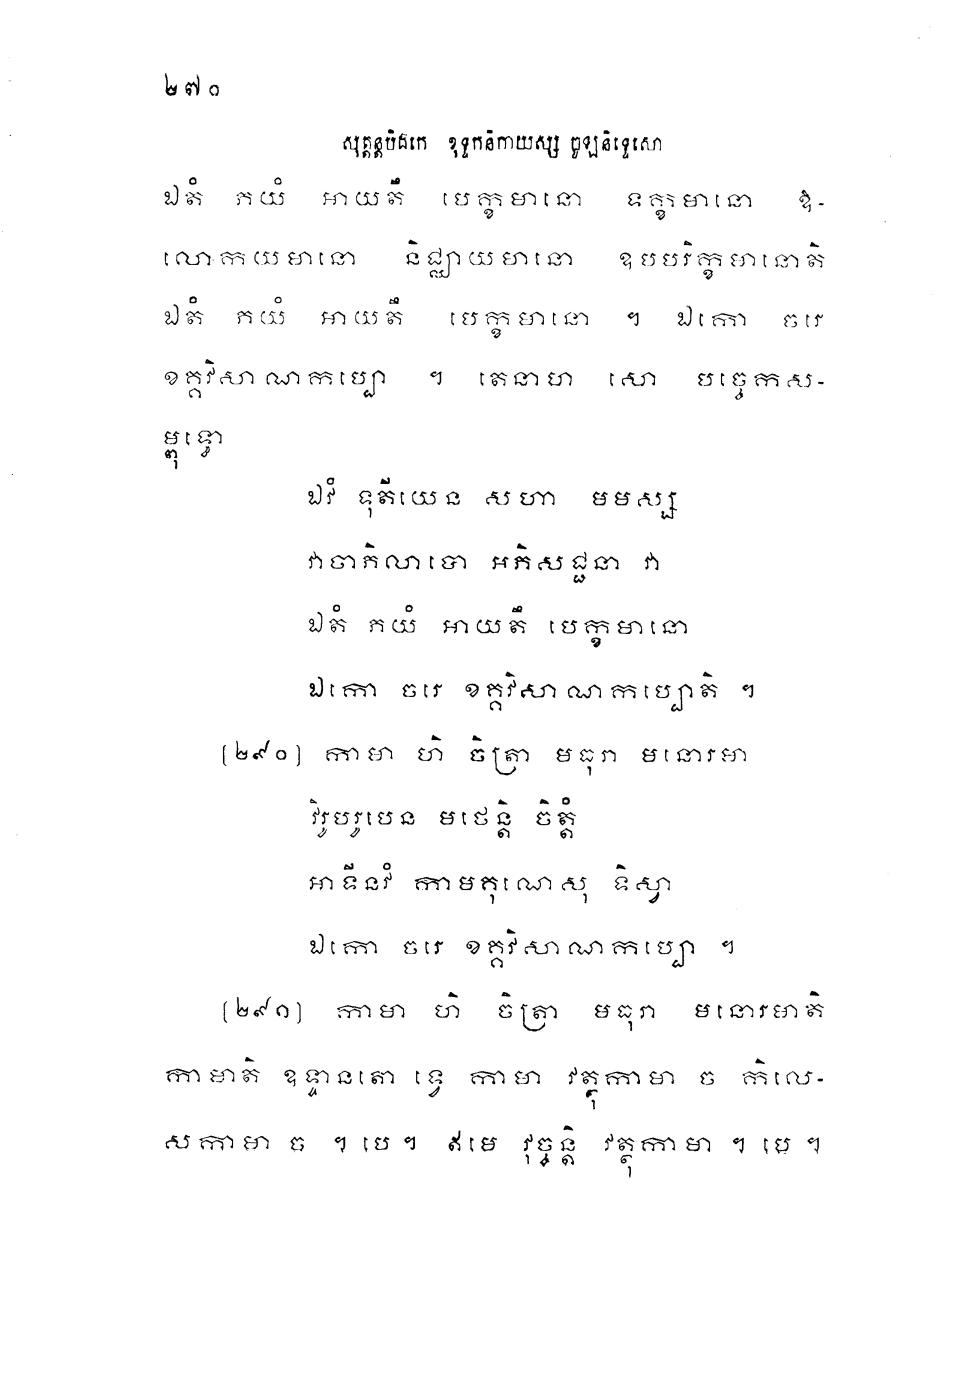 ២៧០
សុត្តន្តបិដកេ ខុទ្ទកនិកាយស្ស ចូឡនិទ្ទេសោ
ឯតំ ភយំ អាយតឹ បេក្ខមានោ ទក្ខមានោ ឱ-
លោកយមានោ និជ្ឈាយមានោ ឧបបរិក្ខមានោតិ
ឯតំ ភយំ អាយតឹ បេក្ខមានោ ។ ឯកោ ចរេ
ខគ្គវិសាណកប្បោ ។ តេនាហ សោ បច្ចេកស-
ម្ពុទ្ធោ
ឯវំ ទុតីយេន សហា មមស្ស
វាចាភិលាបោ អភិសជ្ជនា វា
ឯតំ ភយំ អាយតឹ បេក្ខមានោ
ឯកោ ចរេ ខគ្គវិសាណកប្បោតិ ។
[២៩០] កាមា ហិ ចិត្រា មធុរា មនោរមា
វិរូបរូបេន មថេន្តិ ចិត្តំ
អាទីនវំ កាមគុណេសុ ទិស្វា
ឯកោ ចរេ ខគ្គវិសាណកប្បោ ។
[២៩១] កាមា ហិ ចិត្រា មធុរា មនោរមាតិ
កាមាតិ ឧទ្ទានតោ ទ្វេ កាមា វត្ថុកាមា ច កិលេ-
សកាមា ច ។ បេ។ ឥមេ វុច្ចន្តិ វត្ថុកាមា ។ បេ ។